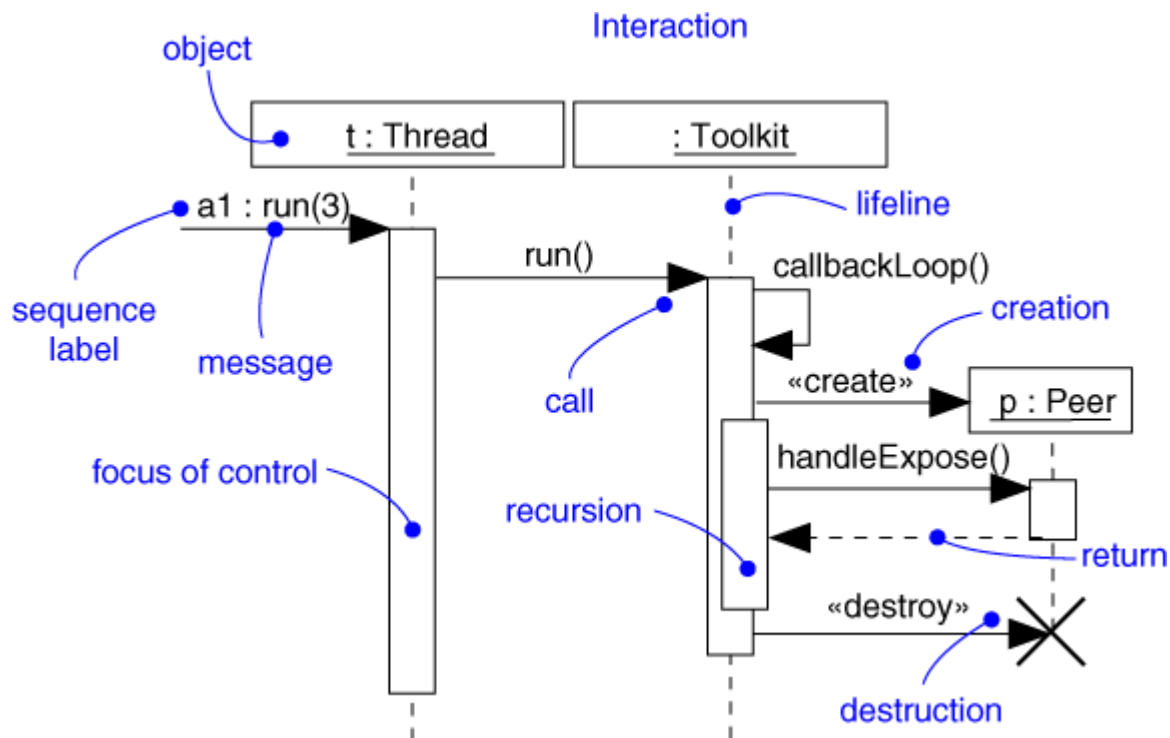 Interaction
object
t : Thread
: Toolkit
a1 : run(3)
lifeline
run()
callbackLoop()
sequence
label
message
creation
call
«create»
p : Peer
focus of control
handleExpose()
recursion
return
«destroy»
destruction